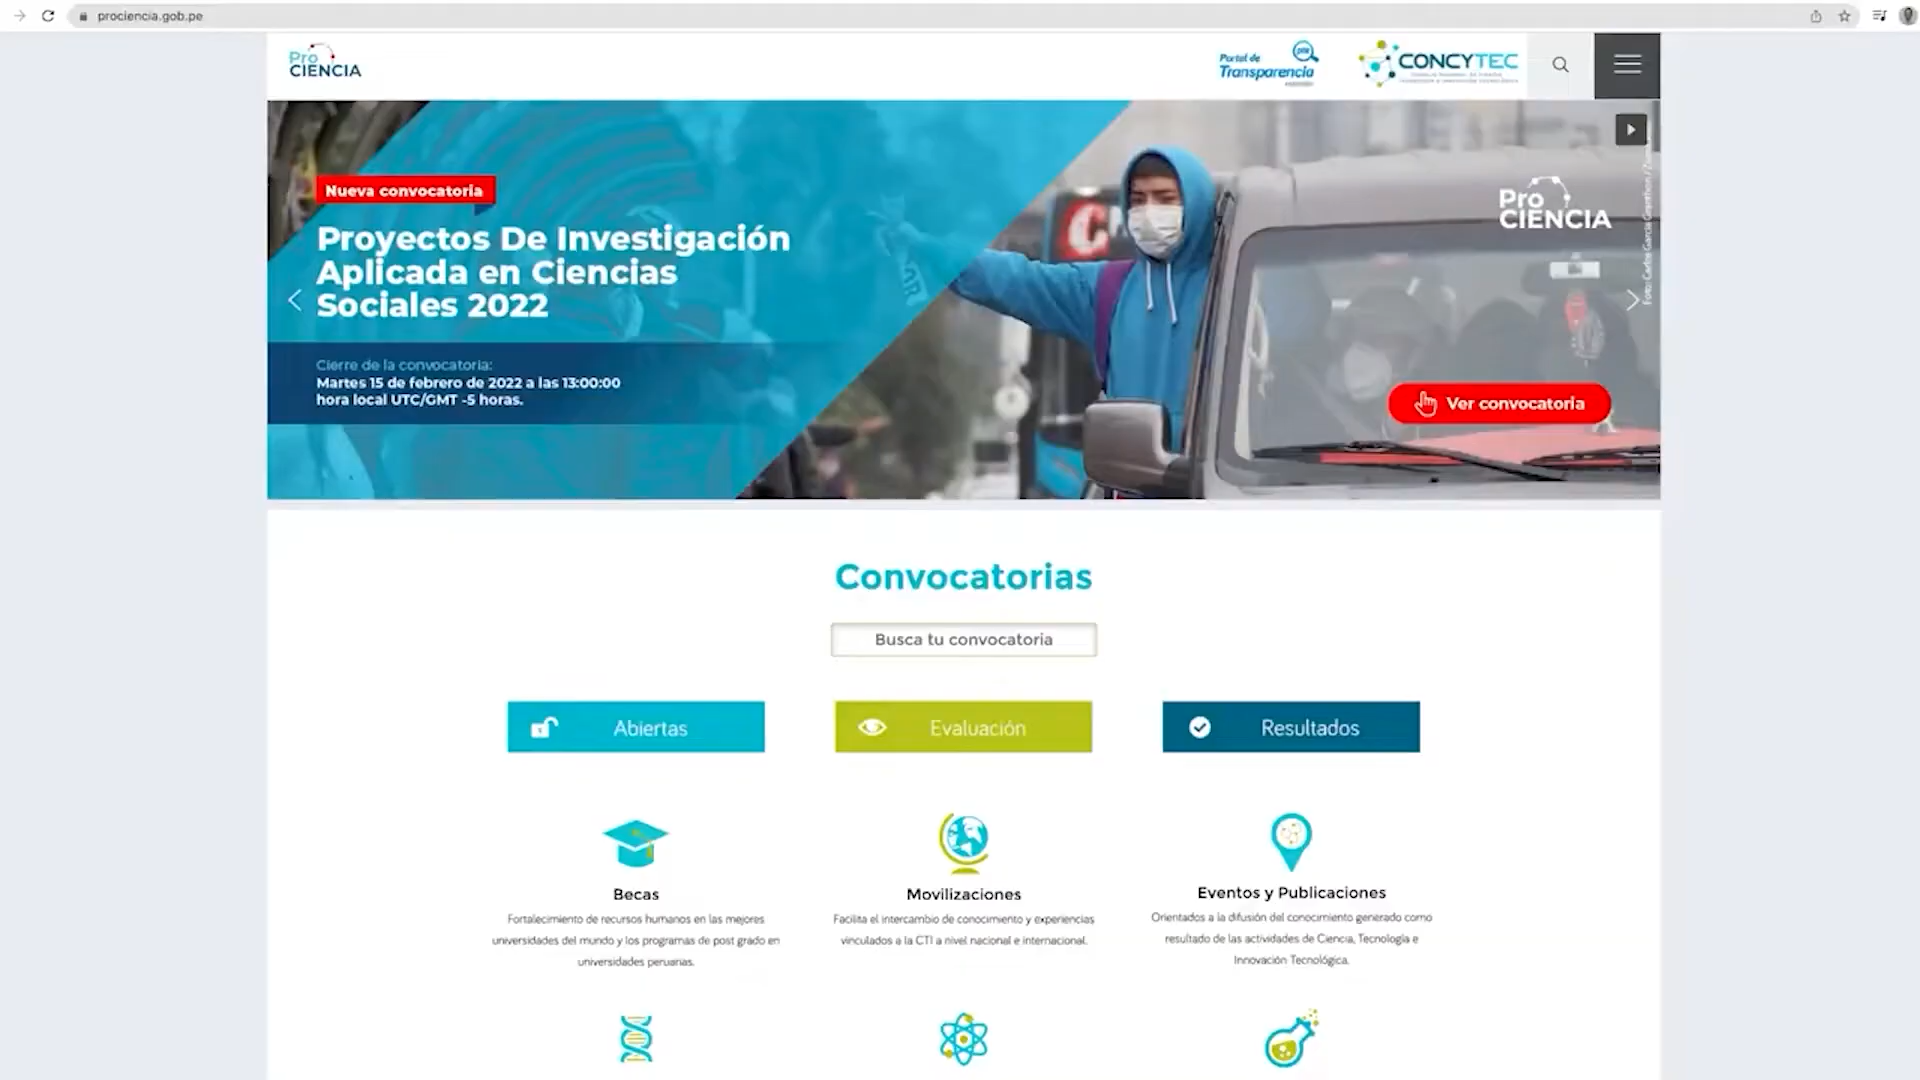 prociencia.gob.pe
Pro
CIENCIA
Portal de
Transparencia
CONCYTEC
Nueva convocatoria
Proyectos De Investigación
Aplicada en Ciencias
Sociales 2022
Cierre de la convocatoria:
Martes 15 de febrero de 2022 a las 13:00:00
hora local UTC/GMT -5 horas.
Pro
CIENCIA
Ver convocatoria
Convocatorias
Busca tu convocatoria
Abiertas
Evaluación
Resultados
Becas
Fortalecimiento de recursos humanos en las mejores
universidades del mundo y los programas de post grado en
universidades peruanas.
Movilizaciones
Facilita el intercambio de conocimiento y experiencias
vinculados a la CTI a nivel nacional e internacional.
Eventos y Publicaciones
Orientados a la difusión del conocimiento generado como
resultado de las actividades de Ciencia, Tecnología e
Innovación Tecnológica.